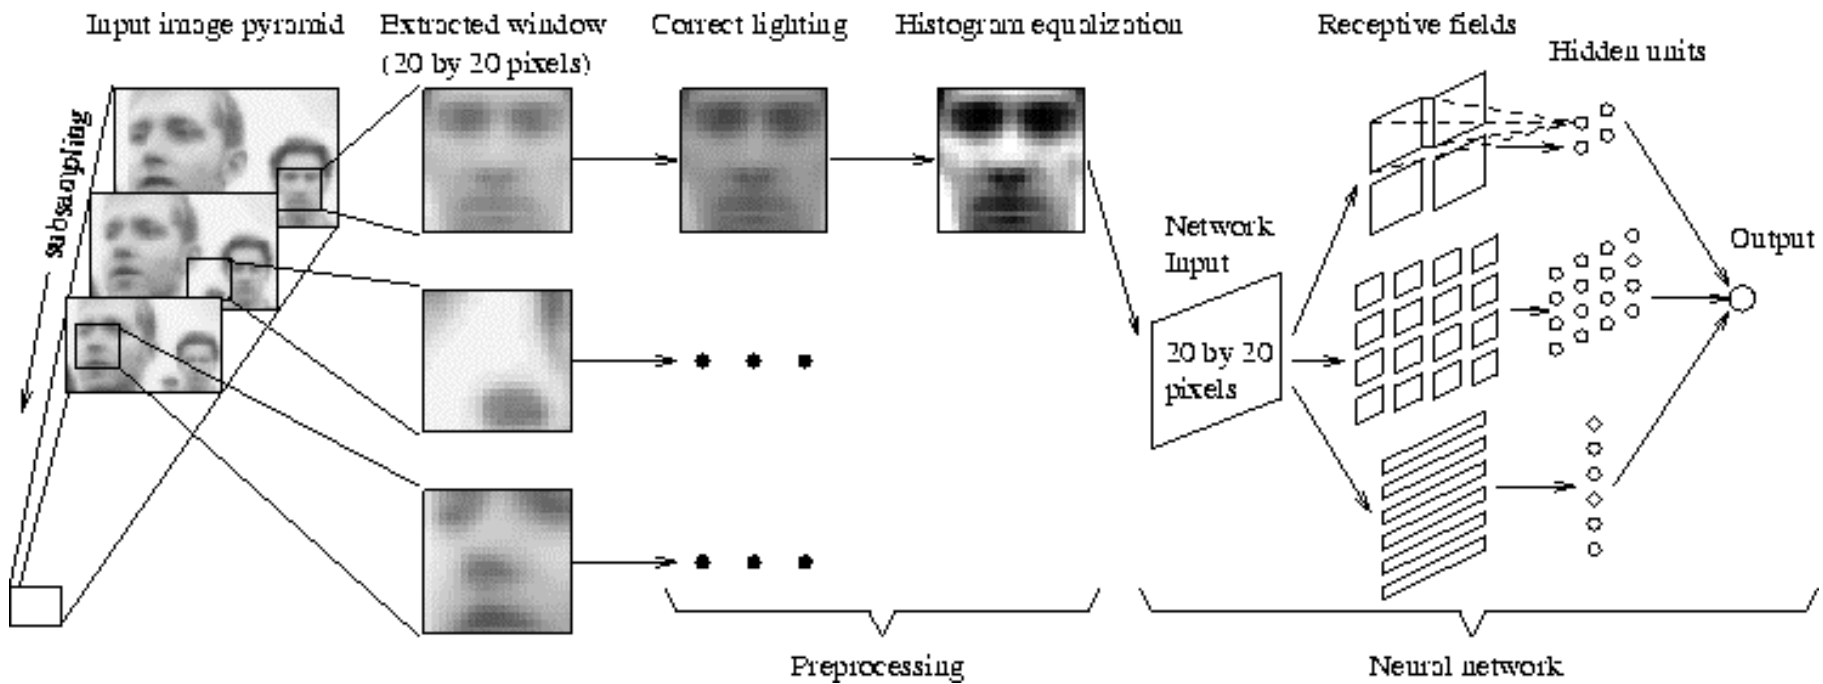 Input image pyramid
Extracted window
(20 by 20 pixels)
Correct lighting
Histogram equalization
Receptive fields
Hidden units
subsampling
Network
Input
20 by 20
pixels
Output
Preprocessing
Neural network